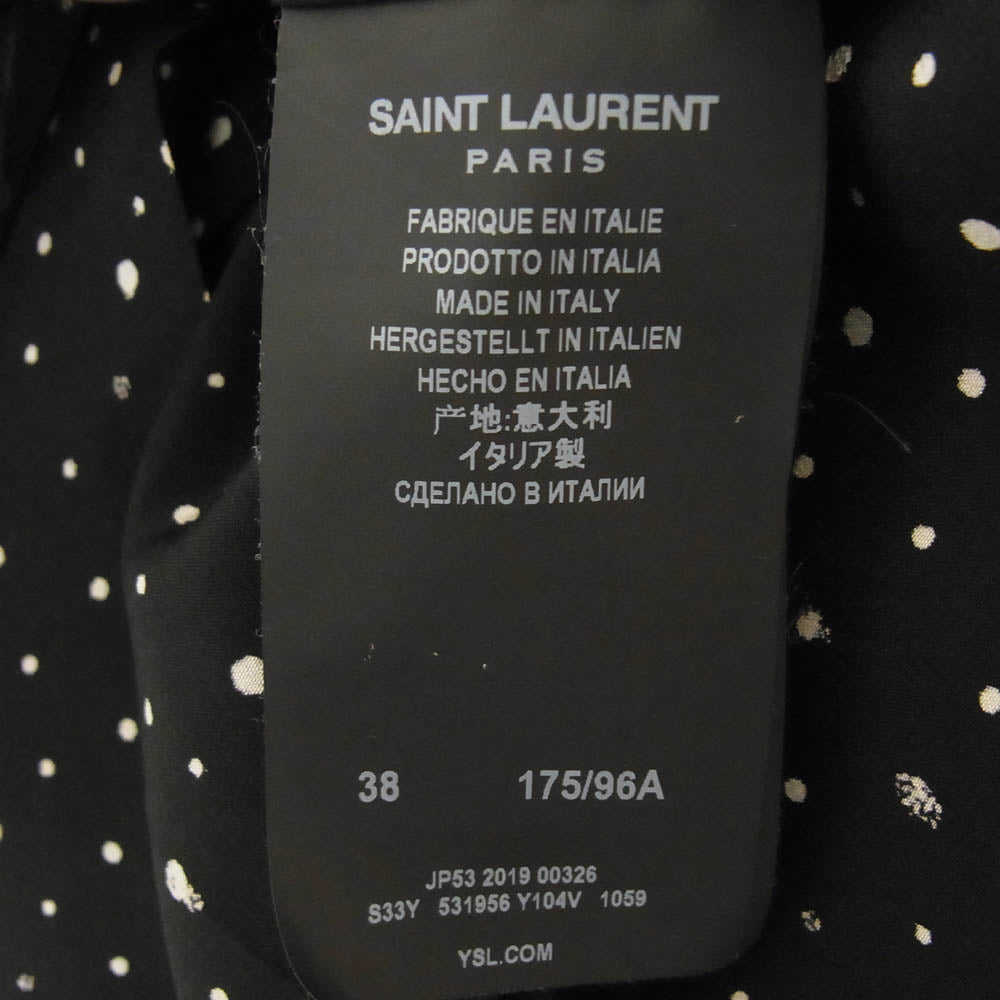 SAINT LAURENT
PARIS
FABRIQUE EN ITALIE
PRODOTTO IN ITALIA
MADE IN ITALY
HERGESTELLT IN ITALIEN
HECHO EN ITALIA
产地:意大利
イタリア製
СДЕЛАНО В ИТАЛИИ
38 175/96A
JP53 2019 00326
S33Y 531956 Y104V 1059
YSL.COM